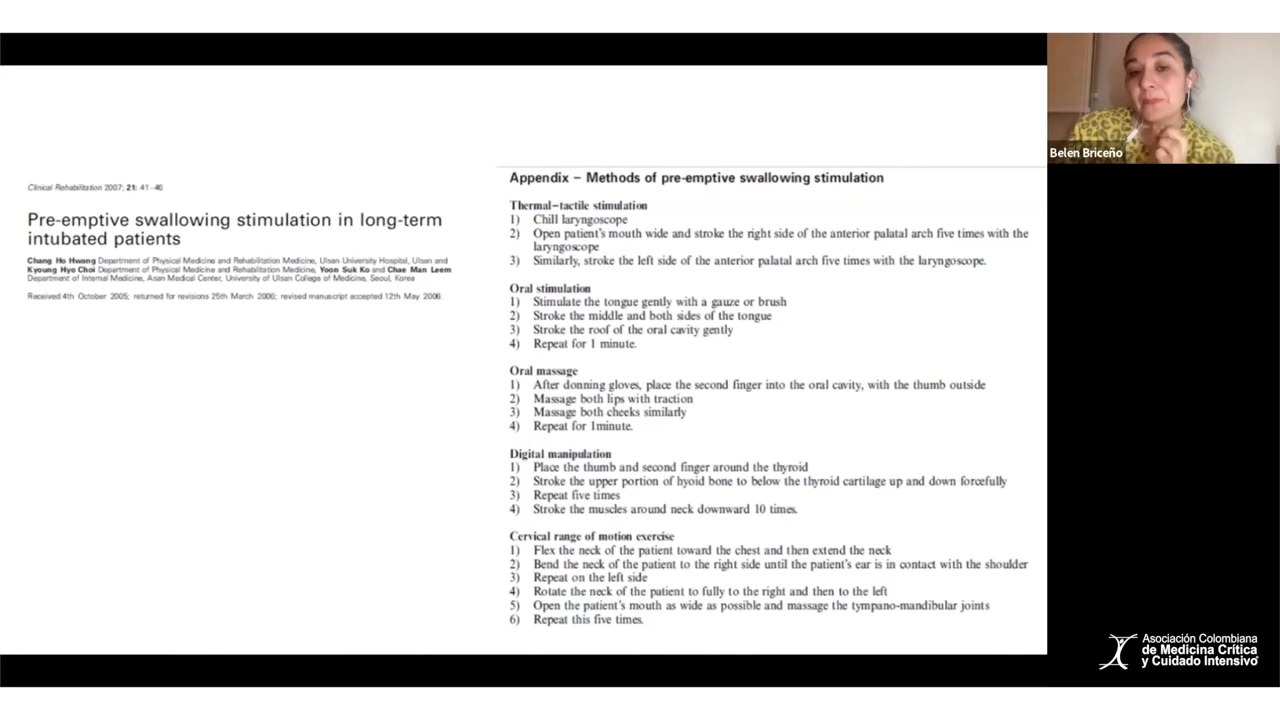 Clinical Rehabilitation 2007; 21: 41–46
Pre-emptive swallowing stimulation in long-term
intubated patients
Chang Ho Hwang Department of Physical Medicine and Rehabilitation Medicine, Ulsan University Hospital, Ulsan and
Kyoung Hyo Choi Department of Physical Medicine and Rehabilitation Medicine, Yoon Suk Ko and Chae Man Leem
Department of Internal Medicine, Asan Medical Center, University of Ulsan College of Medicine, Seoul, Korea
Received 4th October 2005; returned for revisions 25th March 2006; revised manuscript accepted 12th May 2006.
Appendix – Methods of pre-emptive swallowing stimulation
Thermal–tactile stimulation
1) Chill laryngoscope
2) Open patient's mouth wide and stroke the right side of the anterior palatal arch five times with the
laryngoscope
3) Similarly, stroke the left side of the anterior palatal arch five times with the laryngoscope.
Oral stimulation
1) Stimulate the tongue gently with a gauze or brush
2) Stroke the middle and both sides of the tongue
3) Stroke the roof of the oral cavity gently
4) Repeat for 1 minute.
Oral massage
1) After donning gloves, place the second finger into the oral cavity, with the thumb outside
2) Massage both lips with traction
3) Massage both cheeks similarly
4) Repeat for 1minute.
Digital manipulation
1) Place the thumb and second finger around the thyroid
2) Stroke the upper portion of hyoid bone to below the thyroid cartilage up and down forcefully
3) Repeat five times
4) Stroke the muscles around neck downward 10 times.
Cervical range of motion exercise
1) Flex the neck of the patient toward the chest and then extend the neck
2) Bend the neck of the patient to the right side until the patient's ear is in contact with the shoulder
3) Repeat on the left side
4) Rotate the neck of the patient to fully to the right and then to the left
5) Open the patient's mouth as wide as possible and massage the tympano-mandibular joints
6) Repeat this five times.
Belen Briceño
Asociación Colombiana
de Medicina Crítica
y Cuidado Intensivo